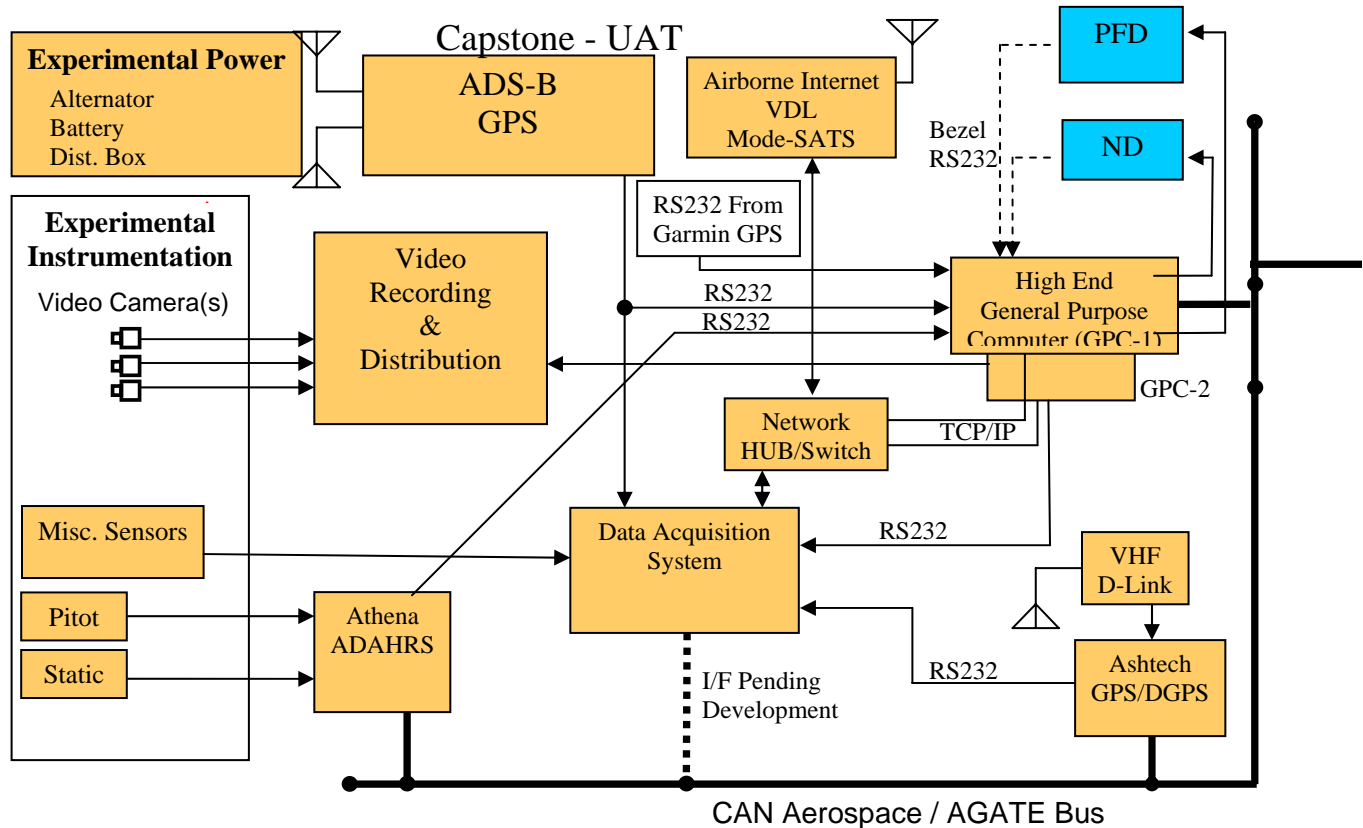 Capstone - UAT
Experimental Power
Alternator
Battery
Dist. Box
ADS-B
GPS
Airborne Internet
VDL
Mode-SATS
PFD
Bezel
RS232
ND
Experimental
Instrumentation
Video Camera(s)
RS232 From
Garmin GPS
Video
Recording
&
Distribution
High End
General Purpose
Computer (GPC-1)
RS232
RS232
GPC-2
Network
HUB/Switch
TCP/IP
Misc. Sensors
Data Acquisition
System
RS232
VHF
D-Link
Pitot
Static
Athena
ADAHRS
I/F Pending
Development
RS232
Ashtech
GPS/DGPS
CAN Aerospace / AGATE Bus